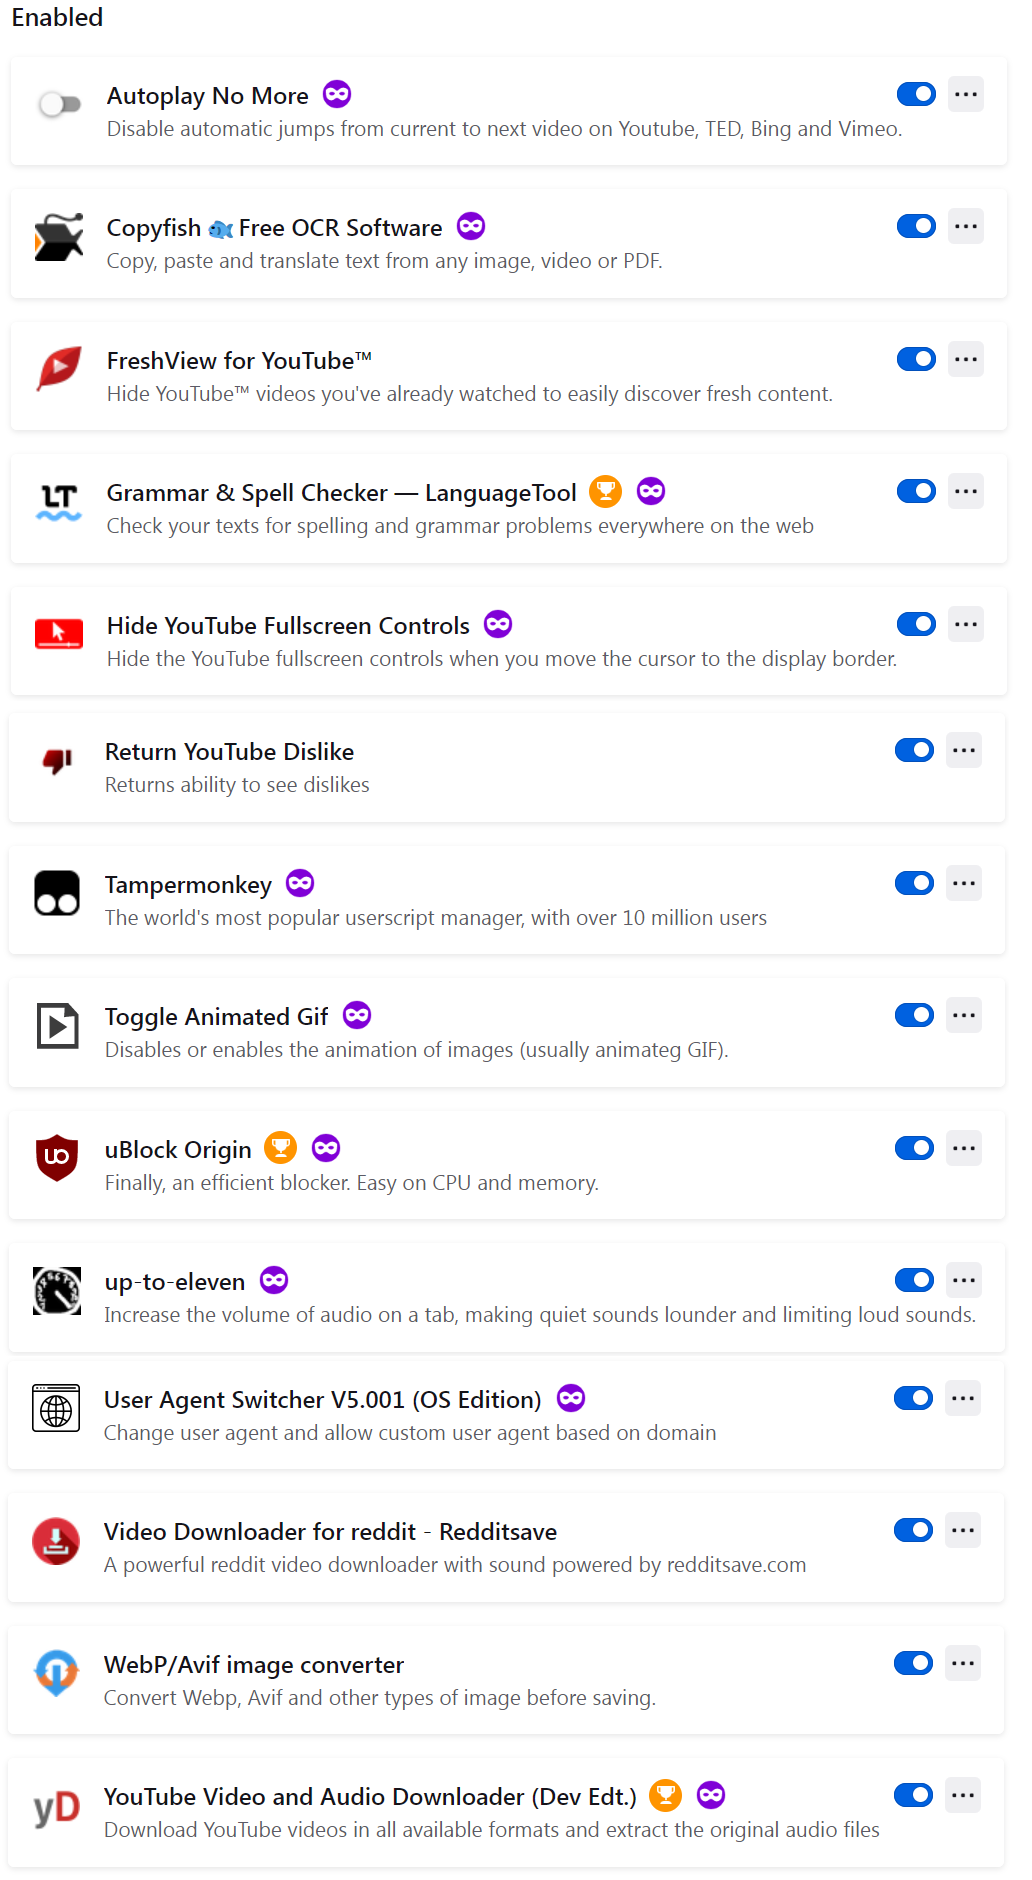 Enabled
Autoplay No More
Disable automatic jumps from current to next video on Youtube, TED, Bing and Vimeo.
Copyfish 🐟 Free OCR Software
Copy, paste and translate text from any image, video or PDF.
FreshView for YouTube™
Hide YouTube™ videos you've already watched to easily discover fresh content.
LT
Grammar & Spell Checker — LanguageTool
Check your texts for spelling and grammar problems everywhere on the web
Hide YouTube Fullscreen Controls
Hide the YouTube fullscreen controls when you move the cursor to the display border.
Return YouTube Dislike
Returns ability to see dislikes
Tampermonkey
The world's most popular userscript manager, with over 10 million users
Toggle Animated Gif
Disables or enables the animation of images (usually animateg GIF).
uo
uBlock Origin
Finally, an efficient blocker. Easy on CPU and memory.
up-to-eleven
Increase the volume of audio on a tab, making quiet sounds lounder and limiting loud sounds.
User Agent Switcher V5.001 (OS Edition)
Change user agent and allow custom user agent based on domain
Video Downloader for reddit - Redditsave
A powerful reddit video downloader with sound powered by redditsave.com
WebP/Avif image converter
Convert Webp, Avif and other types of image before saving.
yD
YouTube Video and Audio Downloader (Dev Edt.)
Download YouTube videos in all available formats and extract the original audio files